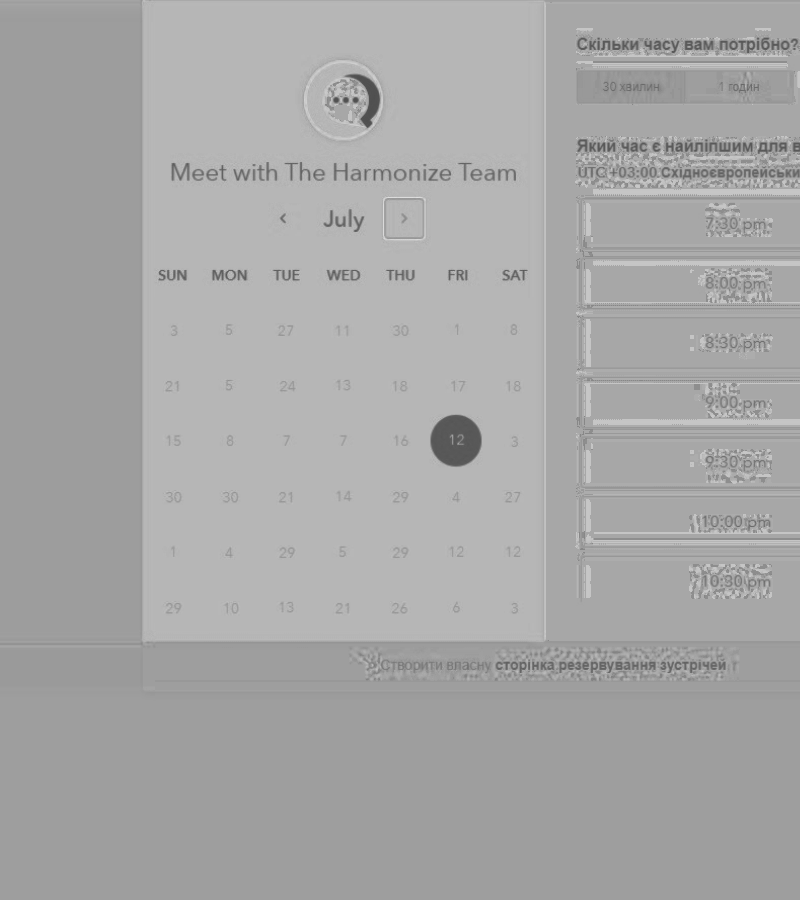 Meet with The Harmonize Team
‹ July ›
SUN MON TUE WED THU FRI SAT
3 5 27 11 30 1 8
21 5 24 13 18 17 18
15 8 7 7 16 12 3
30 30 21 14 29 4 27
1 4 29 5 29 12 12
29 10 13 21 26 6 3
Скільки часу вам потрібно?
30 хвилин 1 годин
Який час є найліпшим для в
UTC +03:00 Східноєвропейськи
7:30 pm
8:00 pm
8:30 pm
9:00 pm
9:30 pm
10:00 pm
10:30 pm
Створити власну сторінка резервування зустрічей